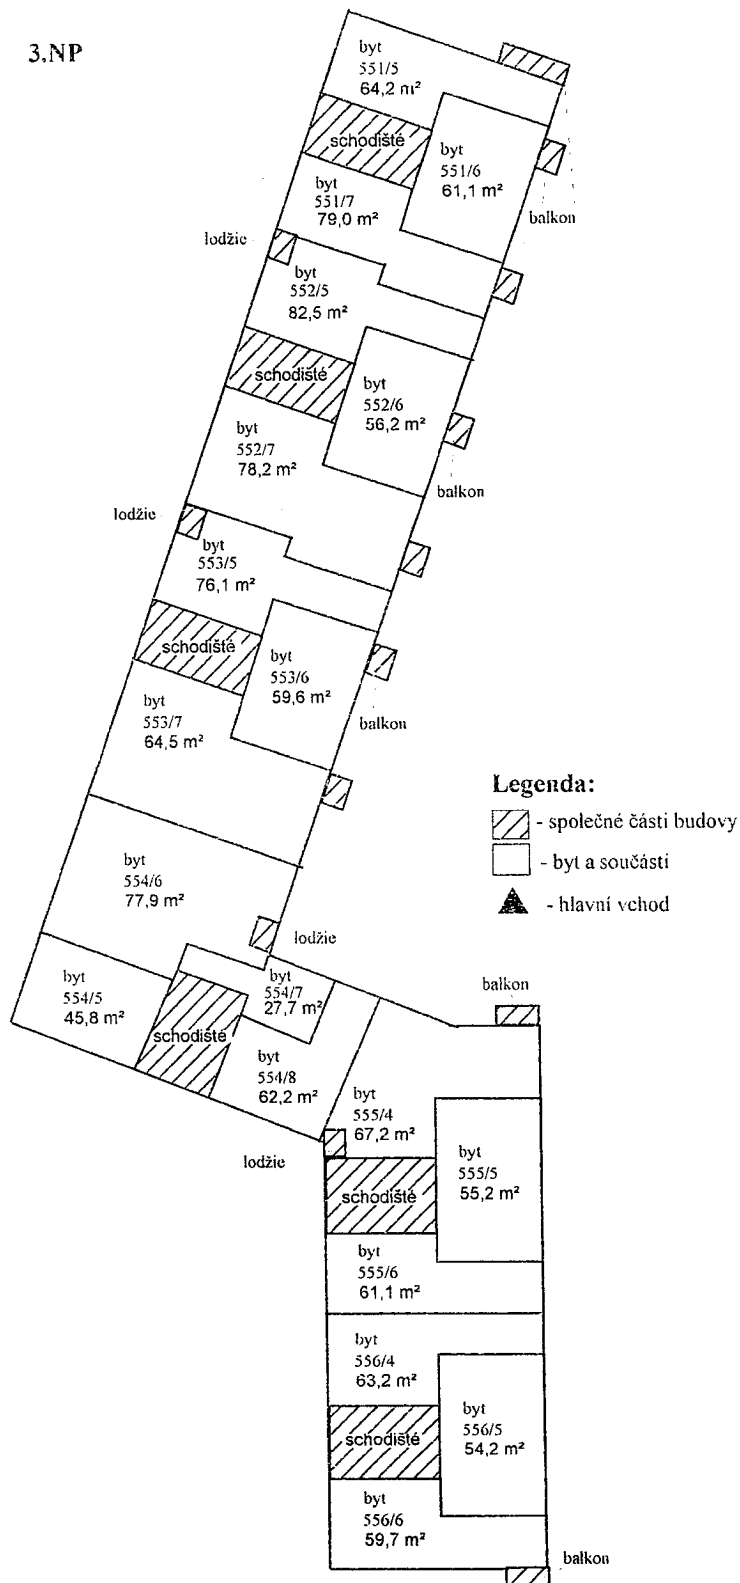 3.NP
byt
551/5
64,2 m²
schodiště
byt
551/6
61,1 m²
byt
551/7
79,0 m²
balkon
lodžie
byt
552/5
82,5 m²
schodiště
byt
552/6
56,2 m²
byt
552/7
78,2 m²
balkon
lodžie
byt
553/5
76,1 m²
schodiště
byt
553/6
59,6 m²
byt
553/7
64,5 m²
balkon
Legenda:
- společné části budovy
- byt a součástí
- hlavní vchod
byt
554/6
77,9 m²
lodžie
byt
554/5
45,8 m²
byt
554/7
27,7 m²
schodiště
byt
554/8
62,2 m²
balkon
byt
555/4
67,2 m²
lodžie
byt
555/5
55,2 m²
schodiště
byt
555/6
61,1 m²
byt
556/4
63,2 m²
byt
556/5
54,2 m²
schodiště
byt
556/6
59,7 m²
balkon